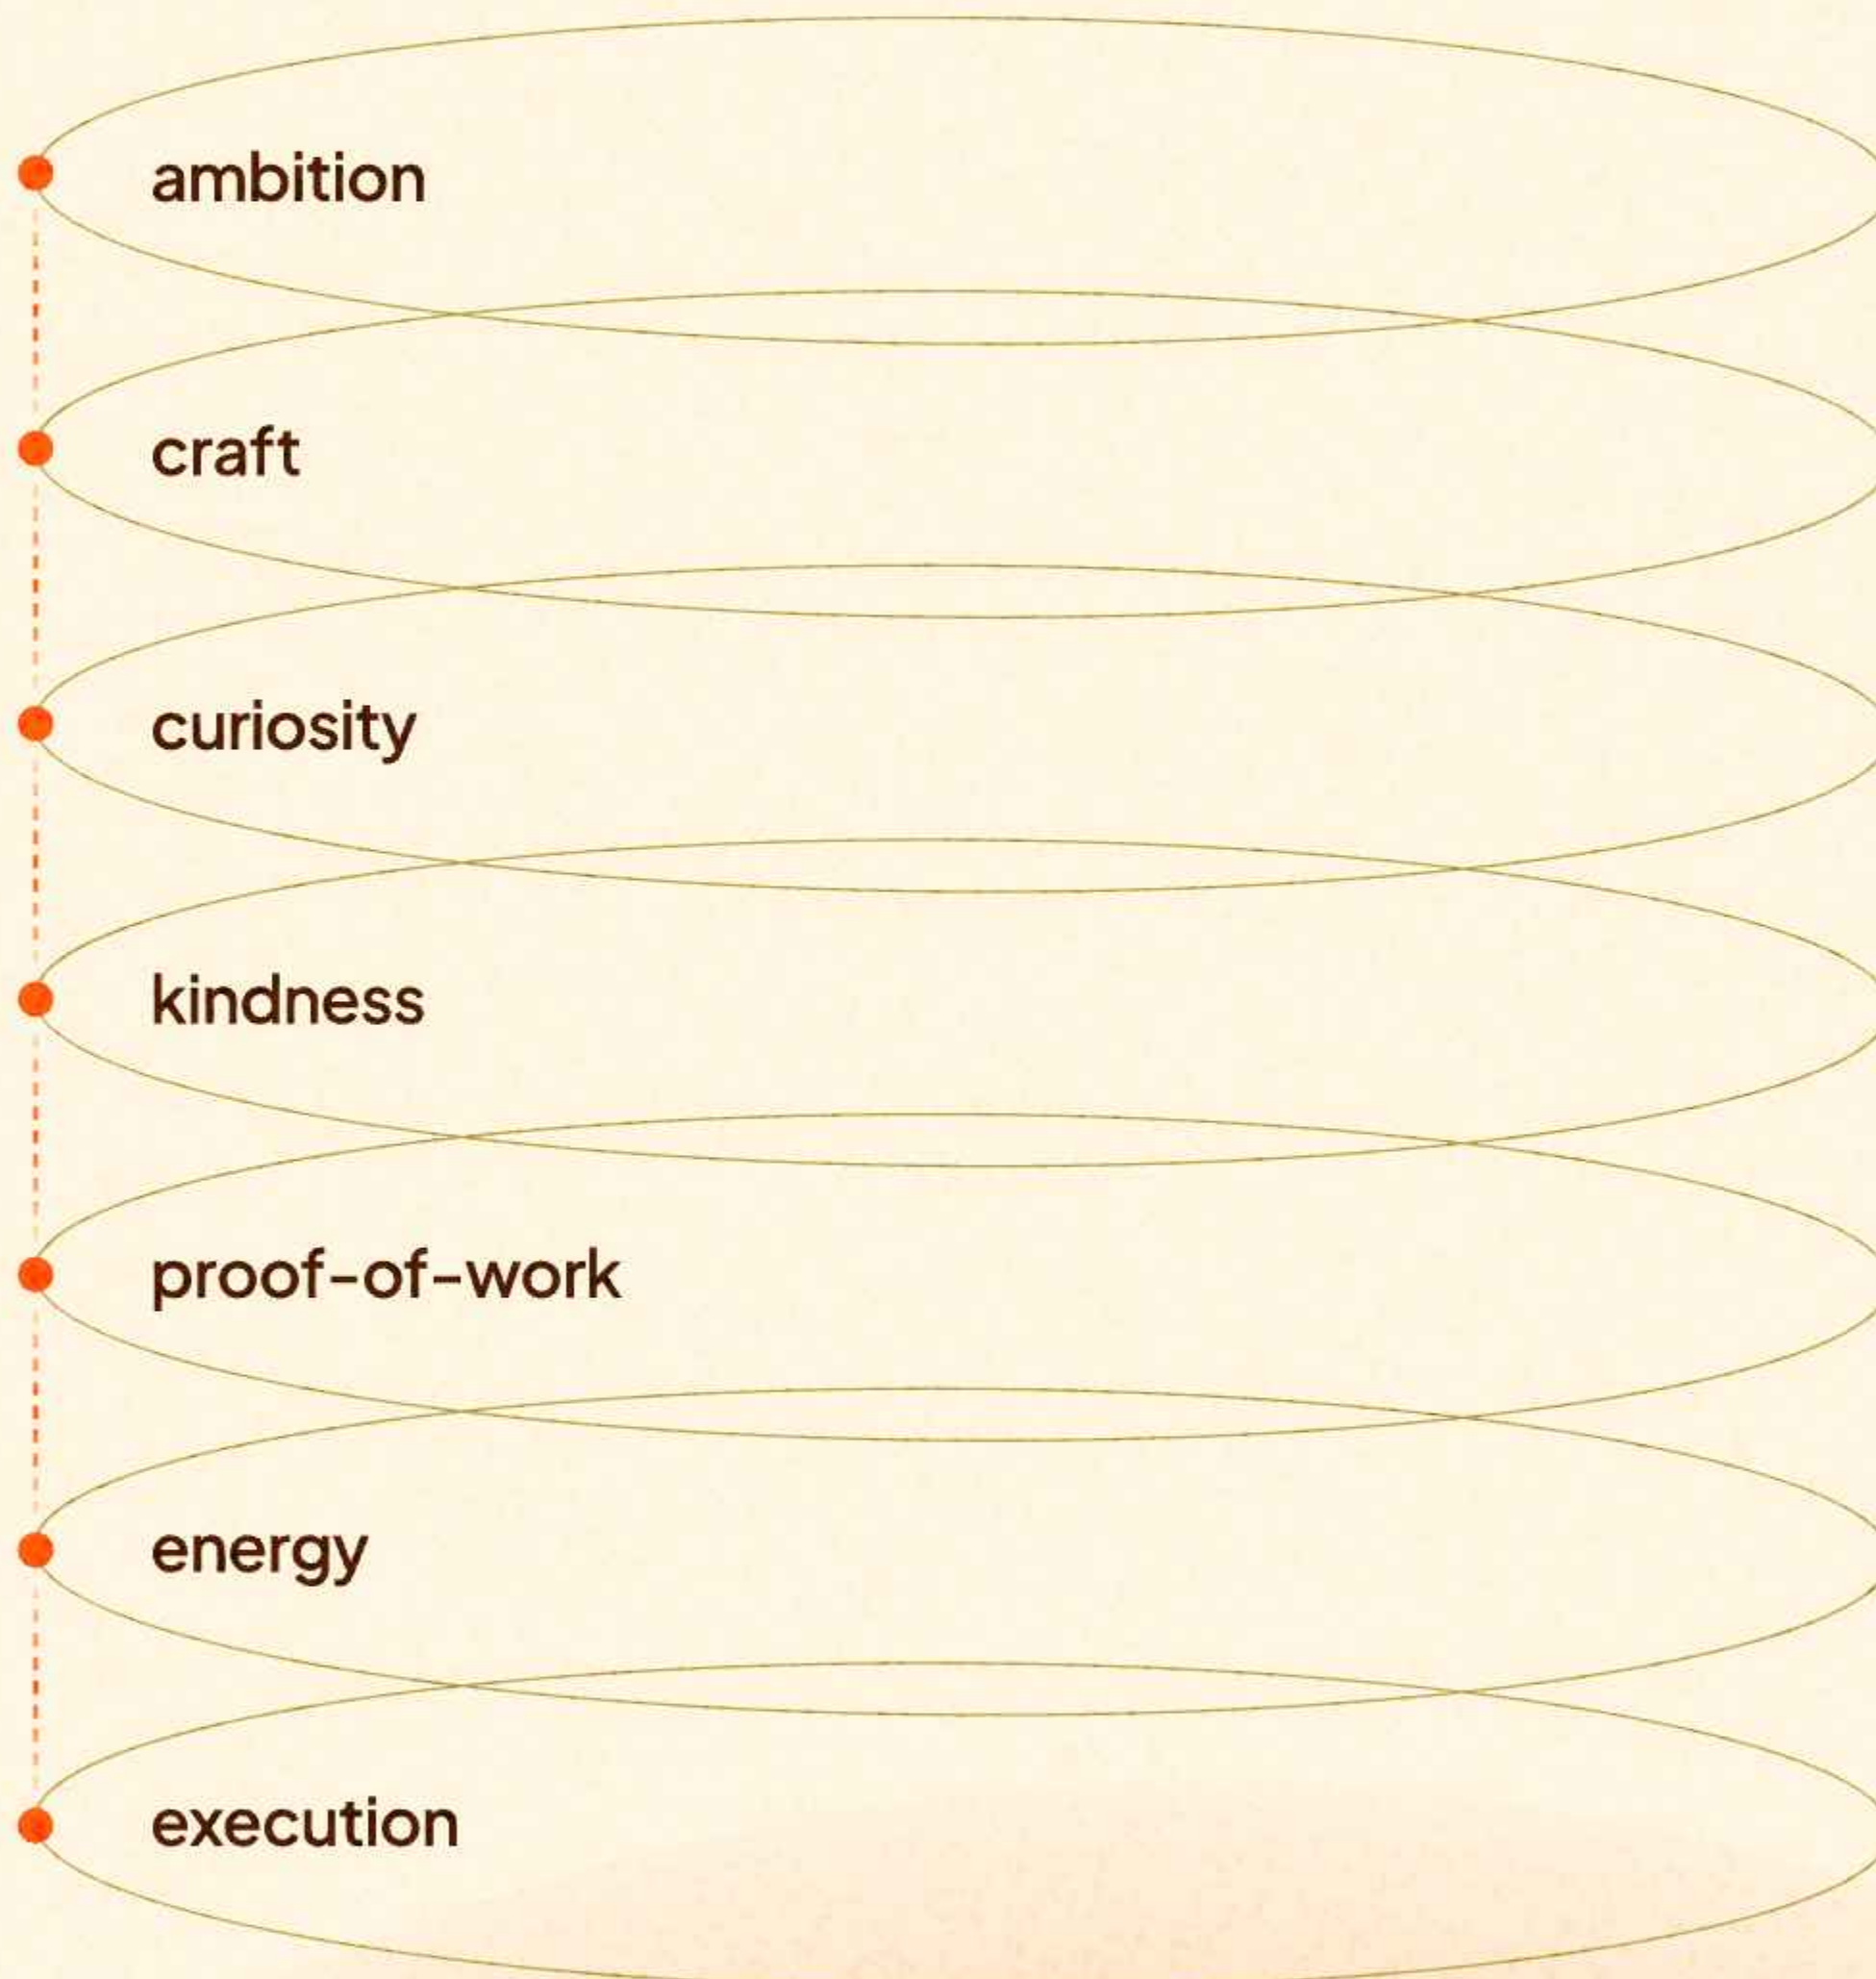 ambition
craft
curiosity
kindness
proof-of-work
energy
execution